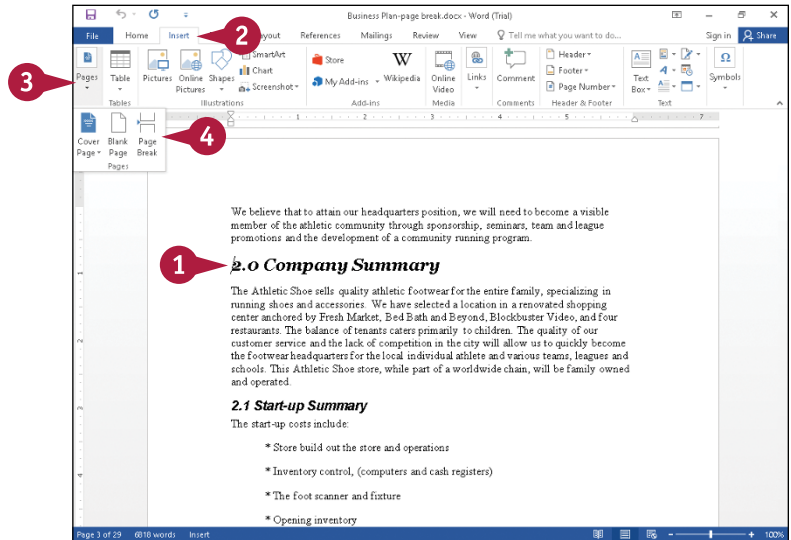 Business Plan-page break.docx - Word (Trial)
File Home Insert ayout References Mailings Review View Tell me what you want to do... Sign in Share
2
Pages Table Pictures Online Pictures Shapes SmartArt Chart Screenshot Store My Add-ins Wikipedia Online Video Links Comment Header Footer Page Number Text Box Symbols
3
Tables Illustrations Add-ins Media Comments Header & Footer Text
Cover Page Blank Page Page Break
4
Pages
1 2 3 4 5 7
We believe that to attain our headquarters position, we will need to become a visible
member of the athletic community through sponsorship, seminars, team and league
promotions and the development of a community running program.
1
2.0 Company Summary
The Athletic Shoe sells quality athletic footwear for the entire family, specializing in
running shoes and accessories. We have selected a location in a renovated shopping
center anchored by Fresh Market, Bed Bath and Beyond, Blockbuster Video, and four
restaurants. The balance of tenants caters primarily to children. The quality of our
customer service and the lack of competition in the city will allow us to quickly become
the footwear headquarters for the local individual athlete and various teams, leagues and
schools. This Athletic Shoe store, while part of a worldwide chain, will be family owned
and operated.
2.1 Start-up Summary
The start-up costs include:
* Store build out the store and operations
* Inventory control, (computers and cash registers)
* The foot scanner and fixture
* Opening inventory
Page 3 of 29 6818 words Insert 100%